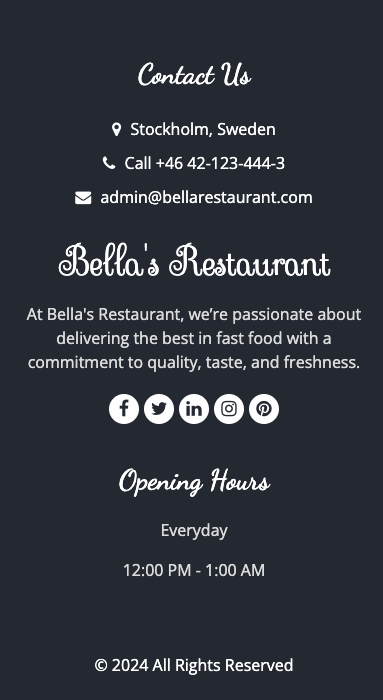 Contact Us
Stockholm, Sweden
Call +46 42-123-444-3
admin@bellarestaurant.com
Bella's Restaurant
At Bella's Restaurant, we’re passionate about
delivering the best in fast food with a
commitment to quality, taste, and freshness.
Opening Hours
Everyday
12:00 PM - 1:00 AM
© 2024 All Rights Reserved